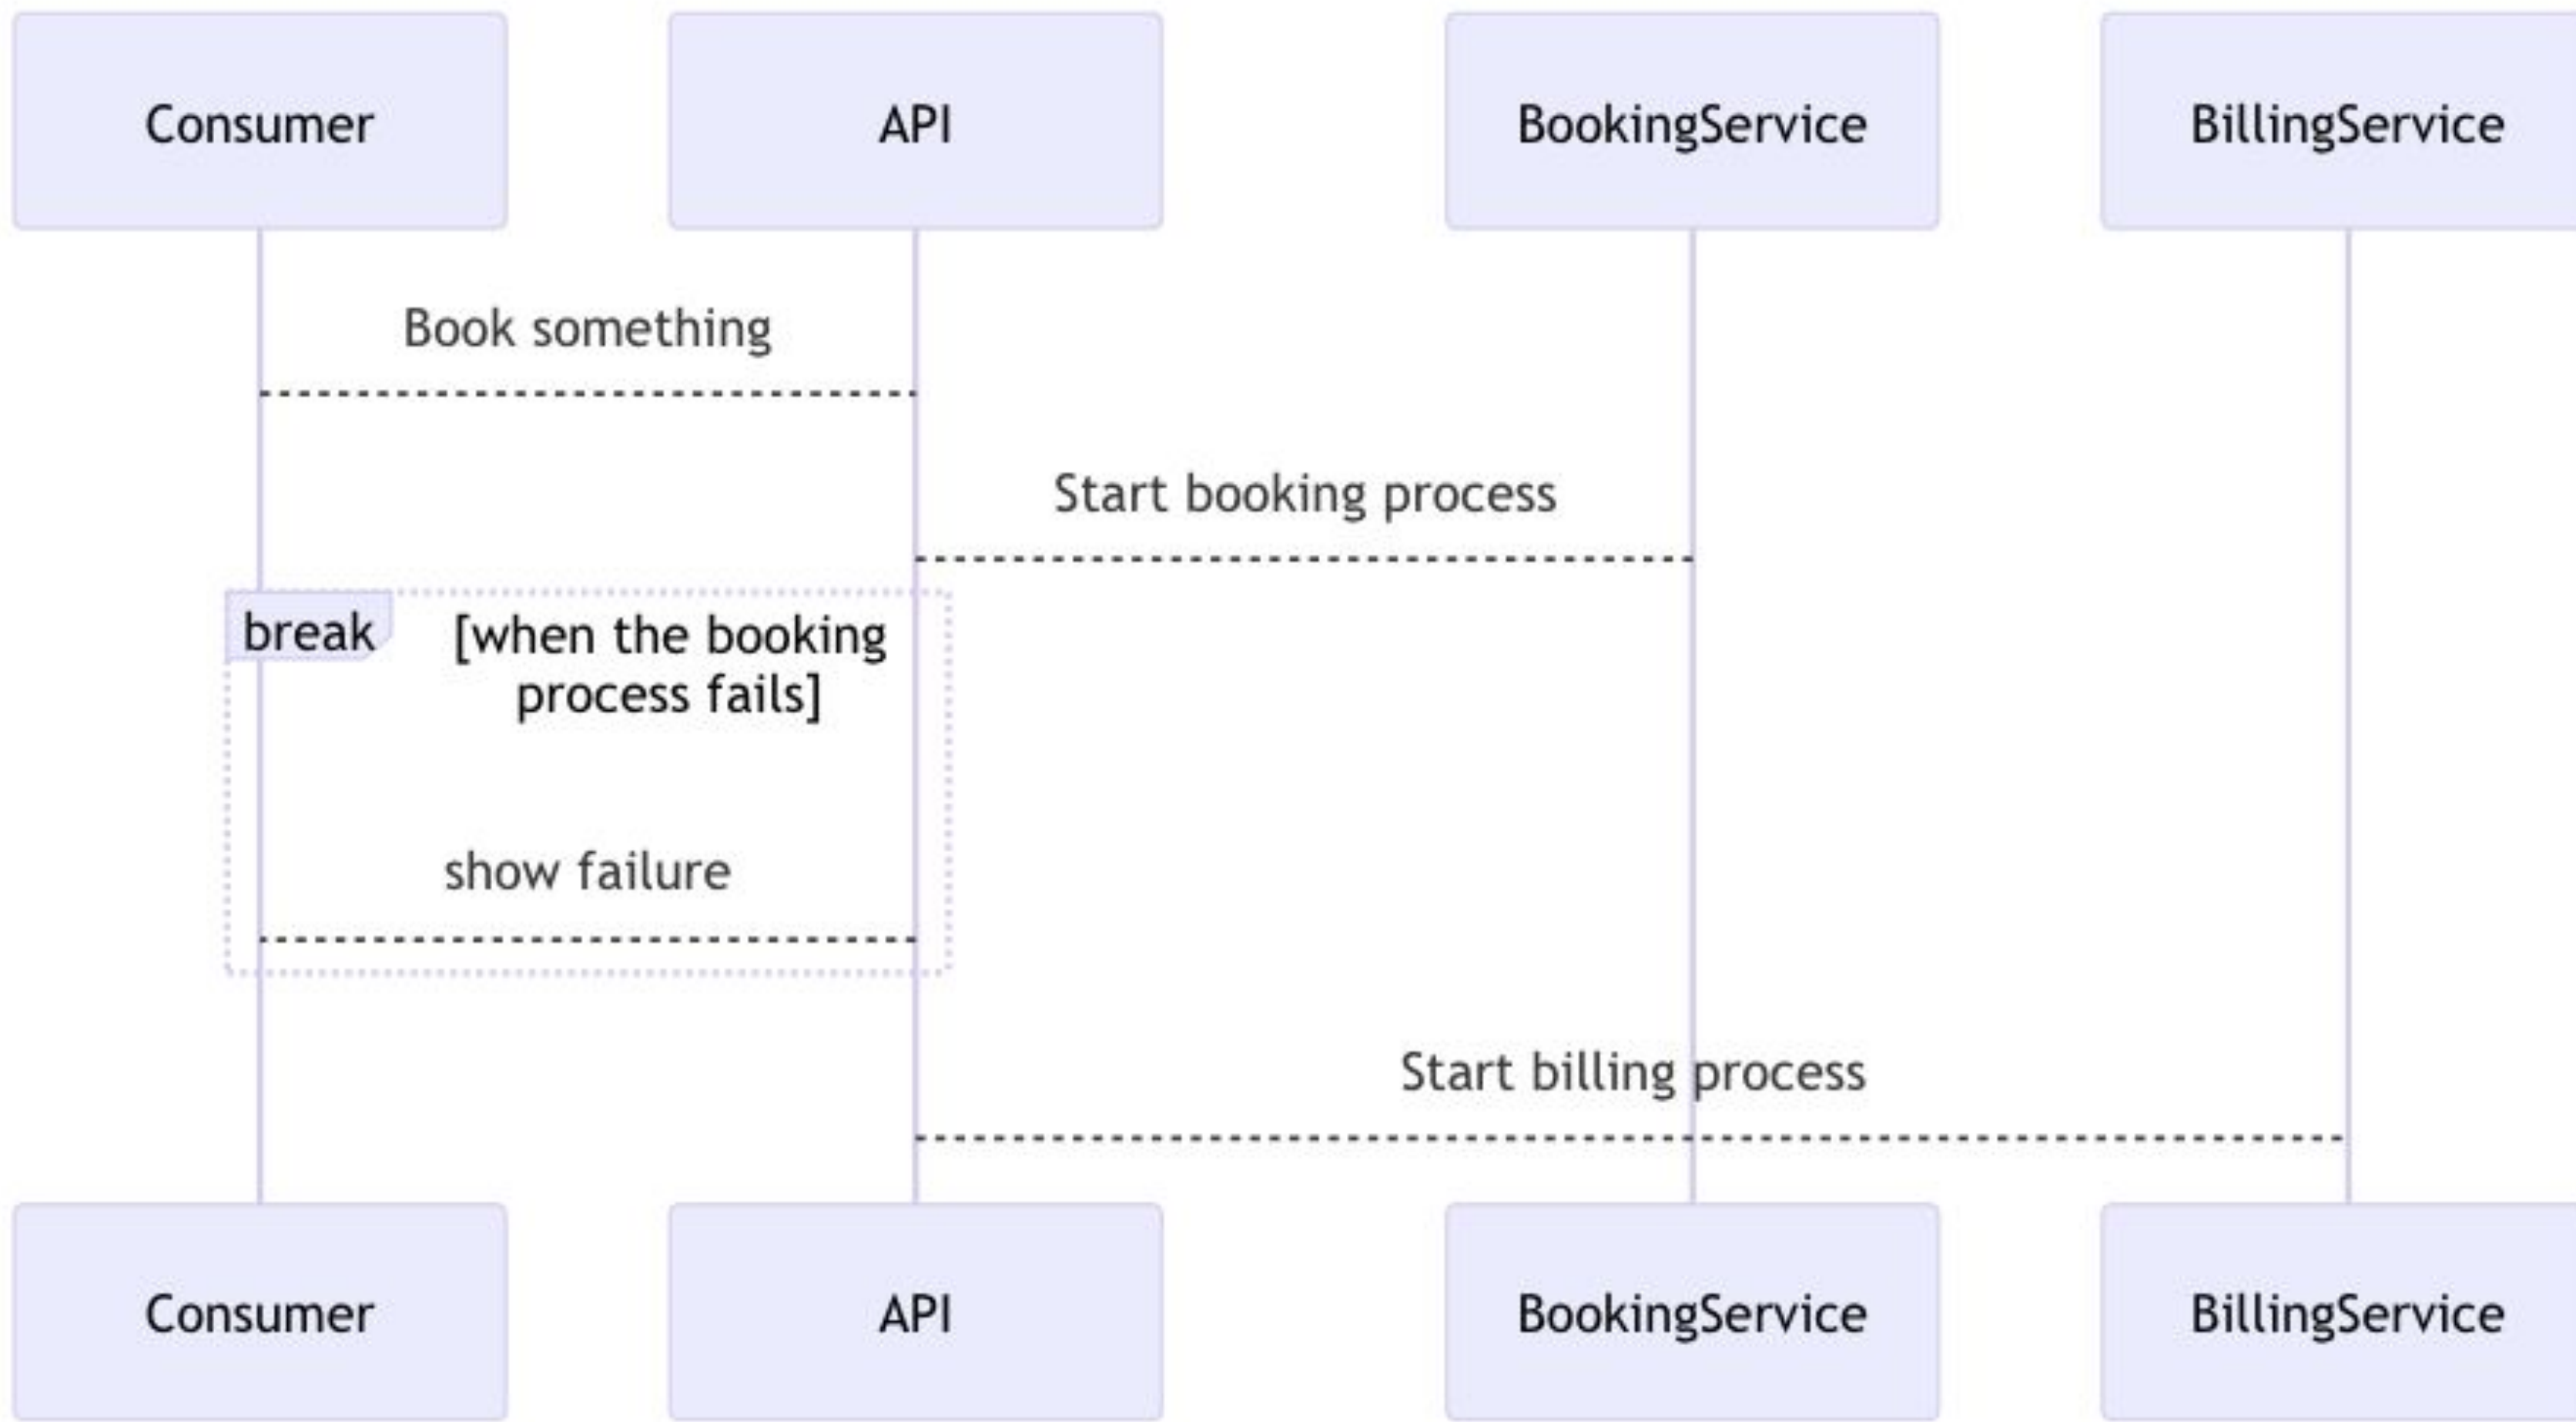 Consumer
API
BookingService
BillingService
Book something
Start booking process
break
[when the booking
process fails]
show failure
Start billing process
Consumer
API
BookingService
BillingService